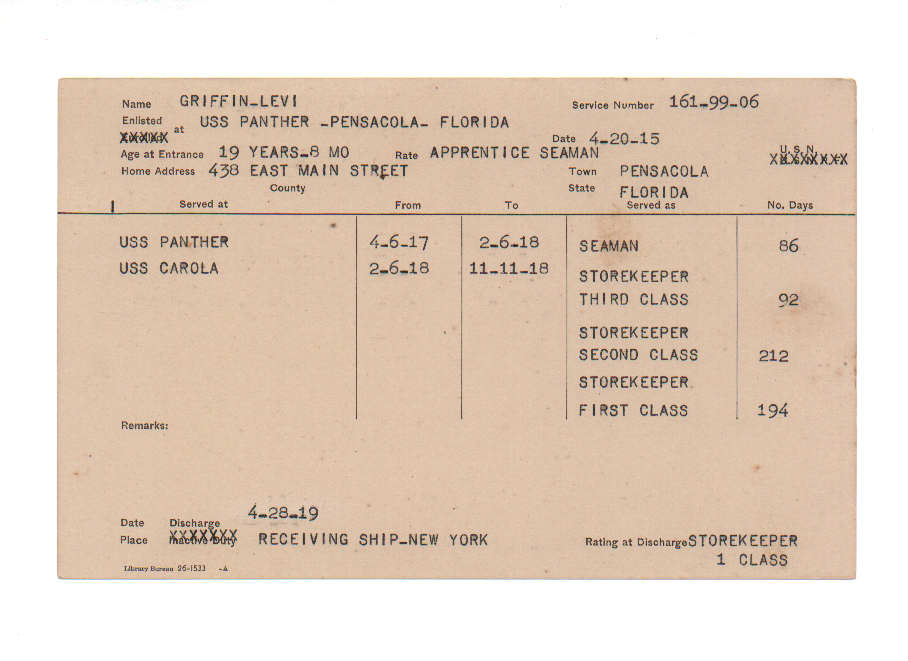 Name GRIFFIN-LEVI Service Number 161-99-06
Enlisted at USS PANTHER -PENSACOLA- FLORIDA
Date 4-20-15
Age at Entrance 19 YEARS-8 MO Rate APPRENTICE SEAMAN U.S.N.
Home Address 438 EAST MAIN STREET Town PENSACOLA
County State FLORIDA
Served at From To Served as No. Days
USS PANTHER 4-6-17 2-6-18 SEAMAN 86
USS CAROLA 2-6-18 11-11-18 STOREKEEPER
THIRD CLASS 92
STOREKEEPER
SECOND CLASS 212
STOREKEEPER
FIRST CLASS 194
Remarks:
Date Discharge 4-28-19
Place Inactive Duty RECEIVING SHIP-NEW YORK Rating at Discharge STOREKEEPER
1 CLASS
Library Bureau 26-1533 -A